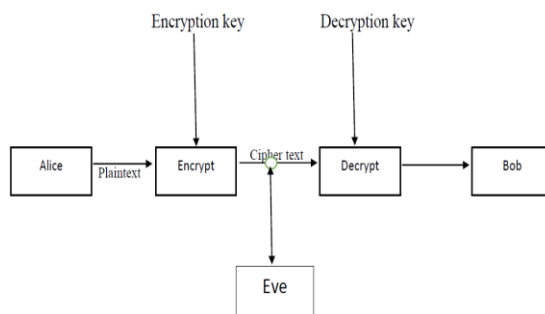 Encryption key
Decryption key
Alice
Plaintext
Encrypt
Cipher text
Decrypt
Bob
Eve